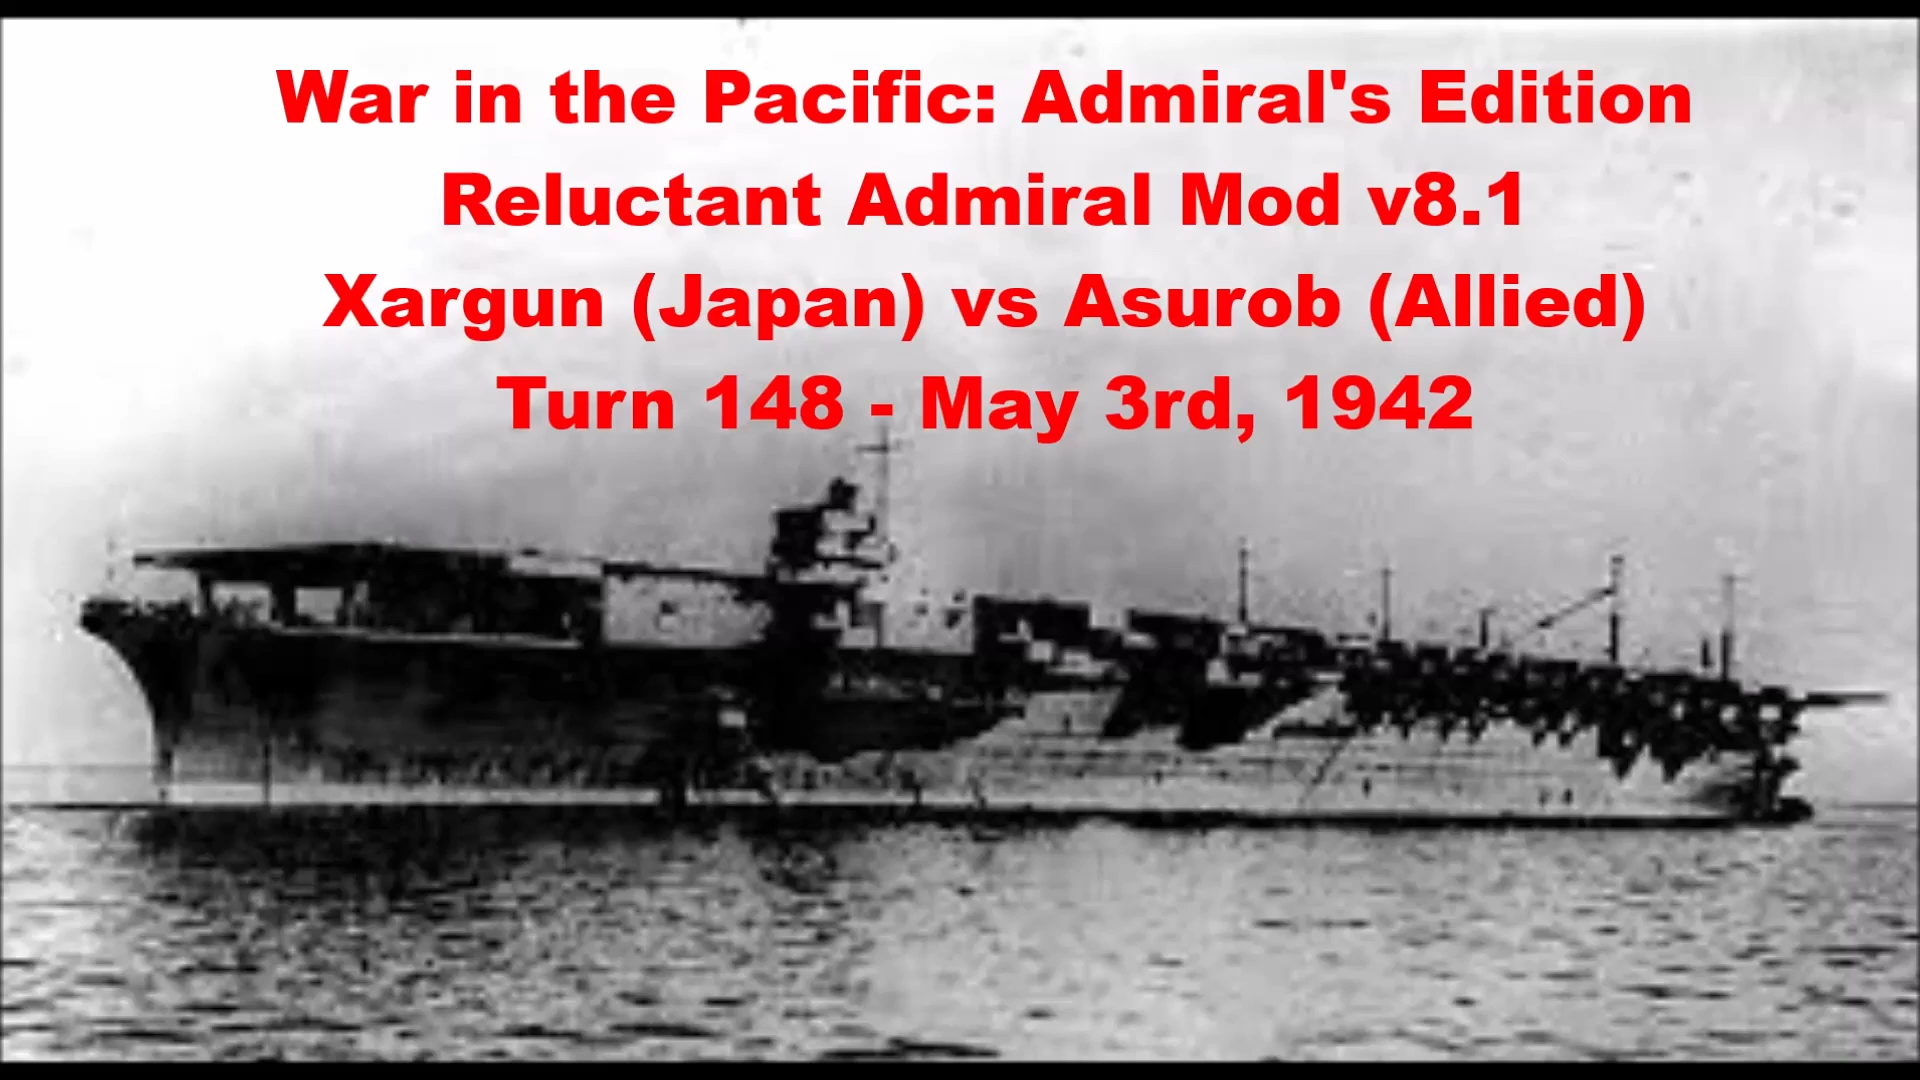 War in the Pacific: Admiral's Edition
Reluctant Admiral Mod v8.1
Xargun (Japan) vs Asurob (Allied)
Turn 148 - May 3rd, 1942